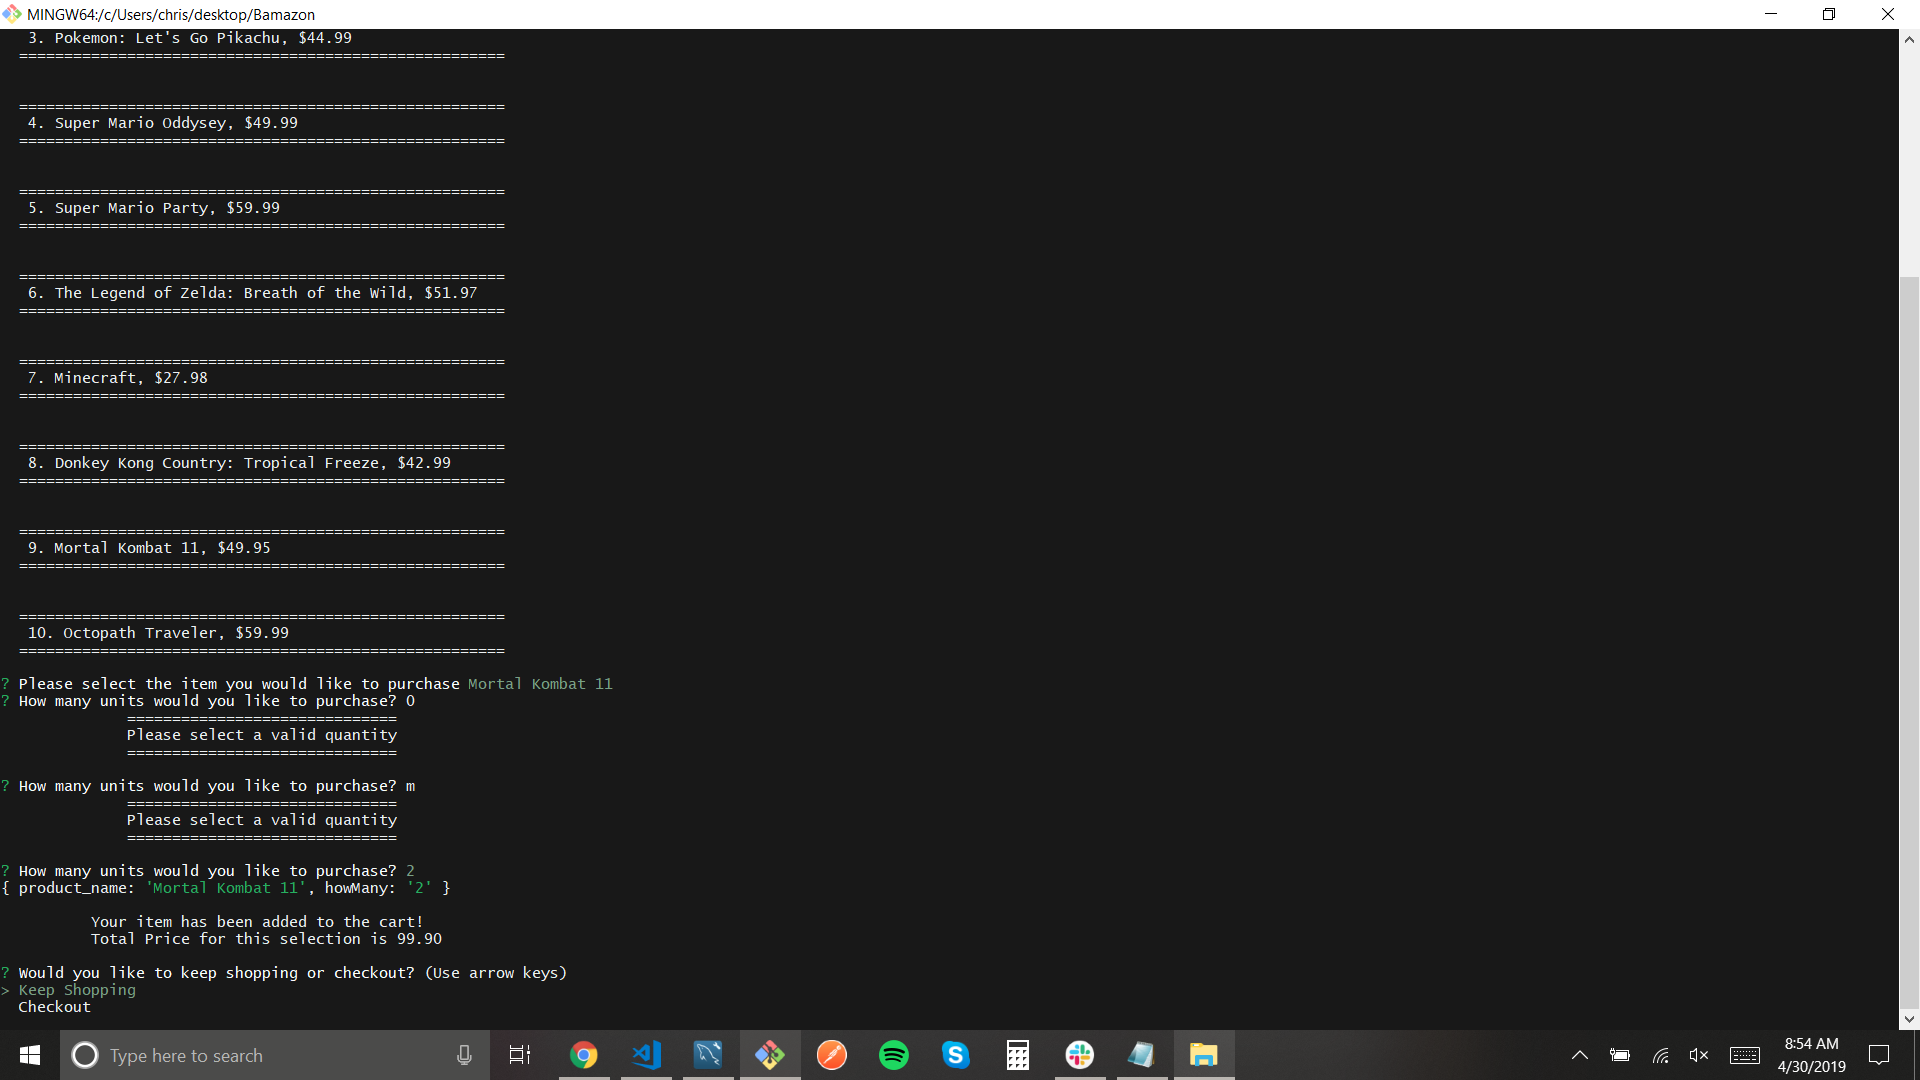 MINGW64:/c/Users/chris/desktop/Bamazon
3. Pokemon: Let's Go Pikachu, $44.99
======================================================
======================================================
4. Super Mario Oddysey, $49.99
======================================================
======================================================
5. Super Mario Party, $59.99
======================================================
======================================================
6. The Legend of Zelda: Breath of the Wild, $51.97
======================================================
======================================================
7. Minecraft, $27.98
======================================================
======================================================
8. Donkey Kong Country: Tropical Freeze, $42.99
======================================================
======================================================
9. Mortal Kombat 11, $49.95
======================================================
======================================================
10. Octopath Traveler, $59.99
======================================================
? Please select the item you would like to purchase Mortal Kombat 11
? How many units would you like to purchase? 0
==============================
Please select a valid quantity
==============================
? How many units would you like to purchase? m
==============================
Please select a valid quantity
==============================
? How many units would you like to purchase? 2
{ product_name: 'Mortal Kombat 11', howMany: '2' }
Your item has been added to the cart!
Total Price for this selection is 99.90
? Would you like to keep shopping or checkout? (Use arrow keys)
> Keep Shopping
Checkout
Type here to search
8:54 AM
4/30/2019